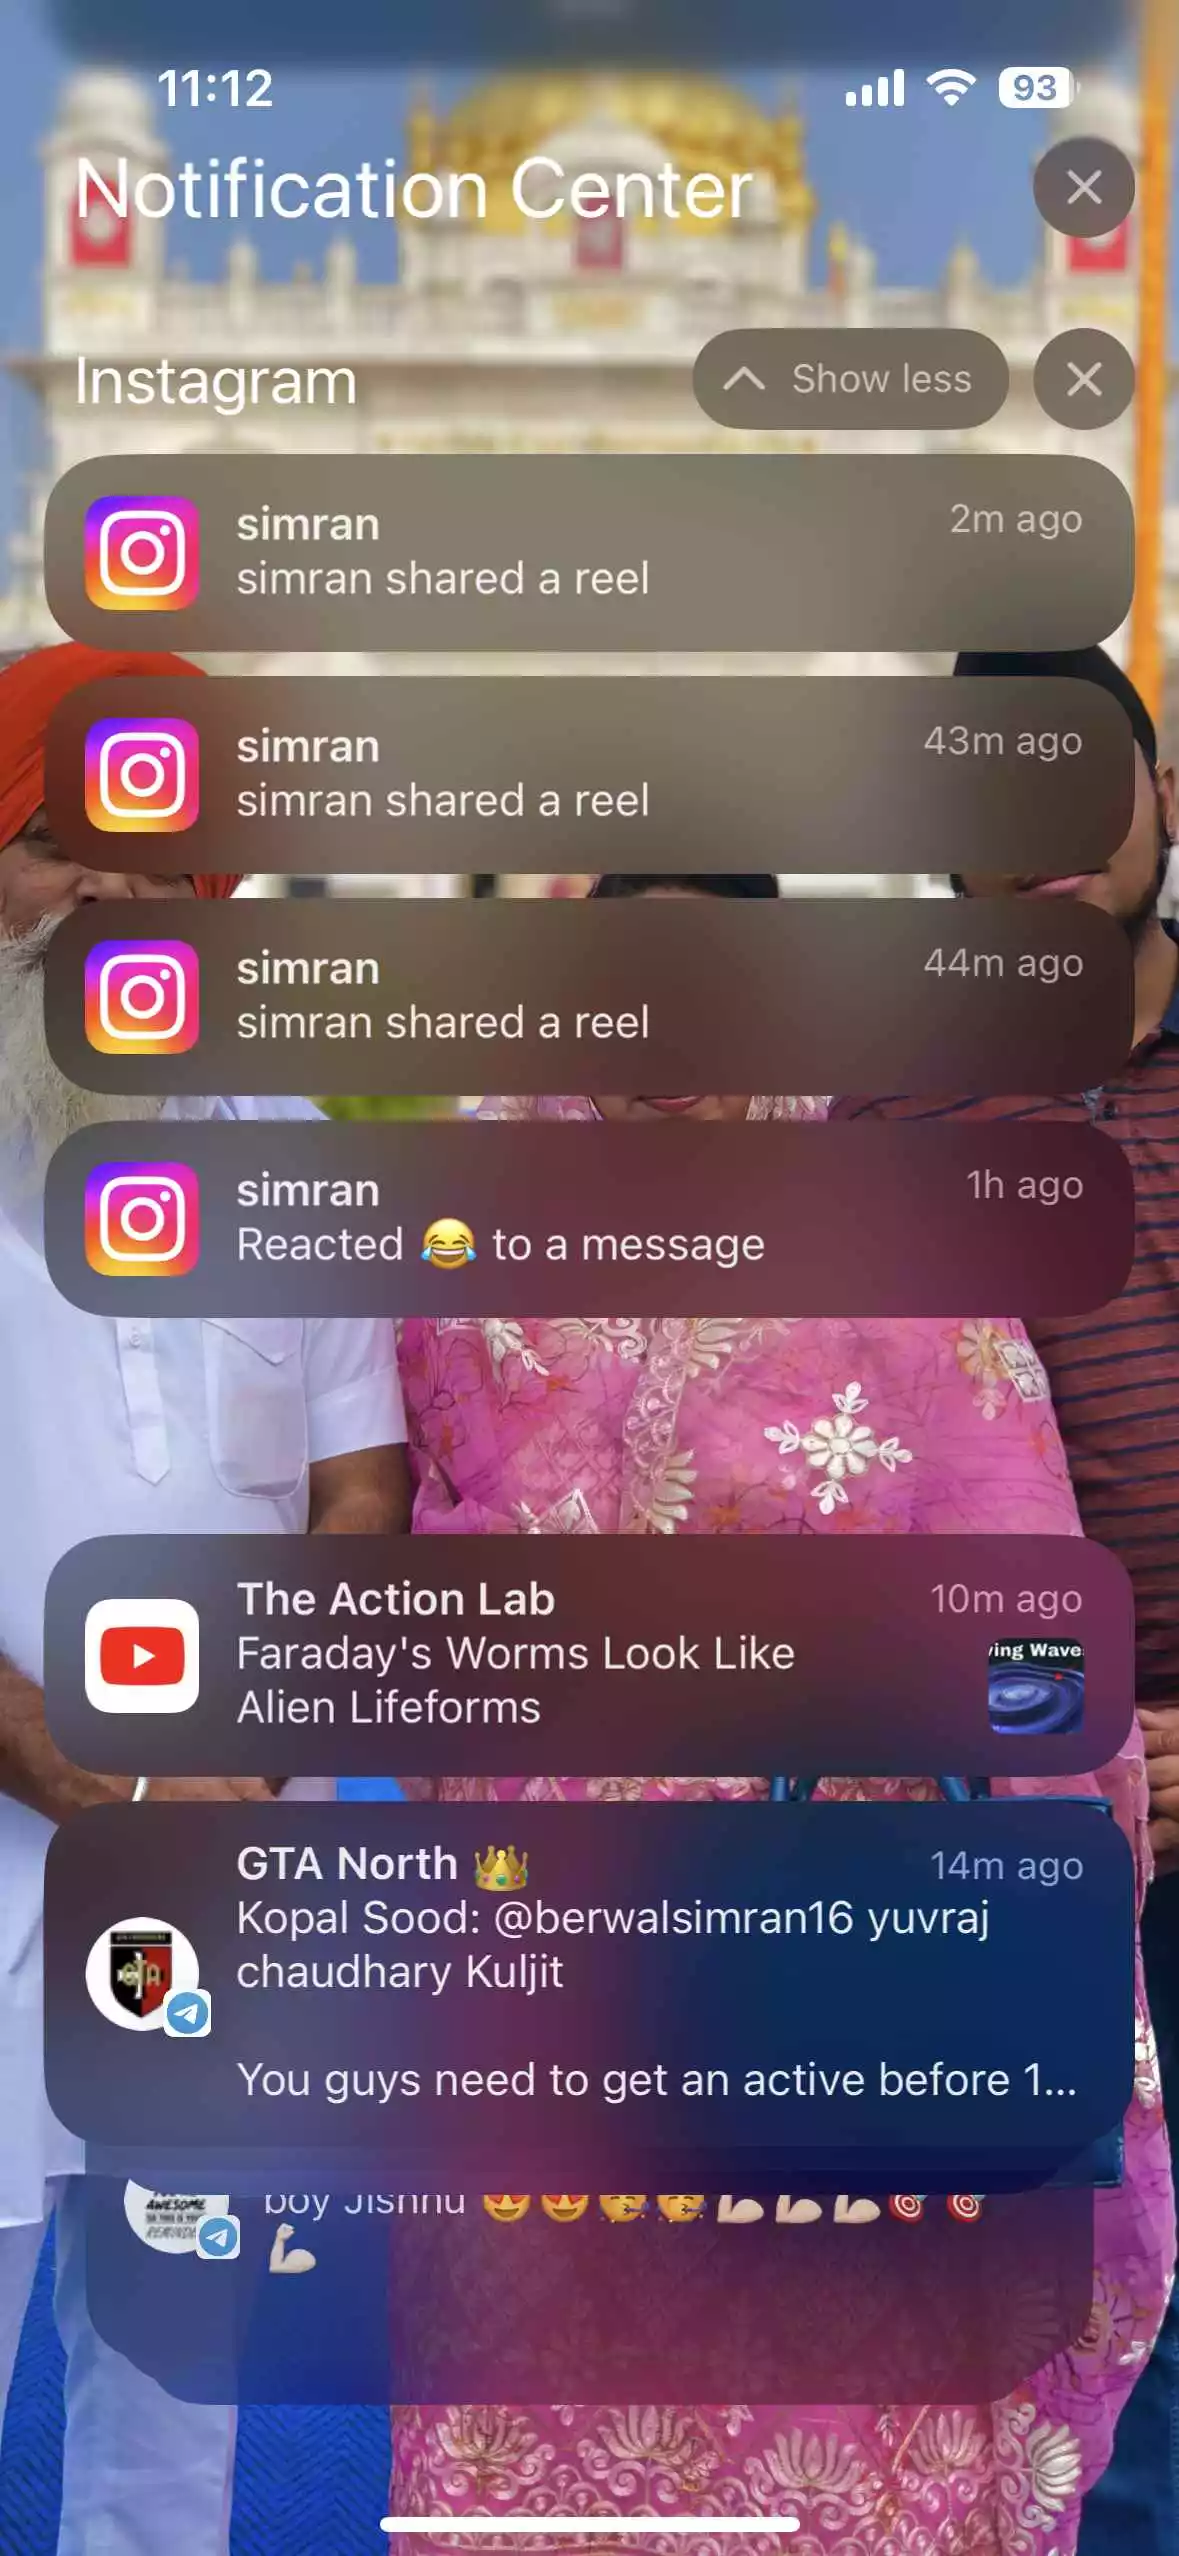 11:12
93
Notification Center
Instagram
Show less
simran
2m ago
simran shared a reel
simran
43m ago
simran shared a reel
simran
44m ago
simran shared a reel
simran
1h ago
Reacted 😂 to a message
The Action Lab
10m ago
Faraday's Worms Look Like
Alien Lifeforms
ving Wave
GTA North 👑
14m ago
Kopal Sood: @berwalsimran16 yuvraj
chaudhary Kuljit
You guys need to get an active before 1...
GTA
AWESOME
boy Jishnu 😍😍🥳🥳💪🏻💪🏻💪🏻🎯🎯
💪🏻